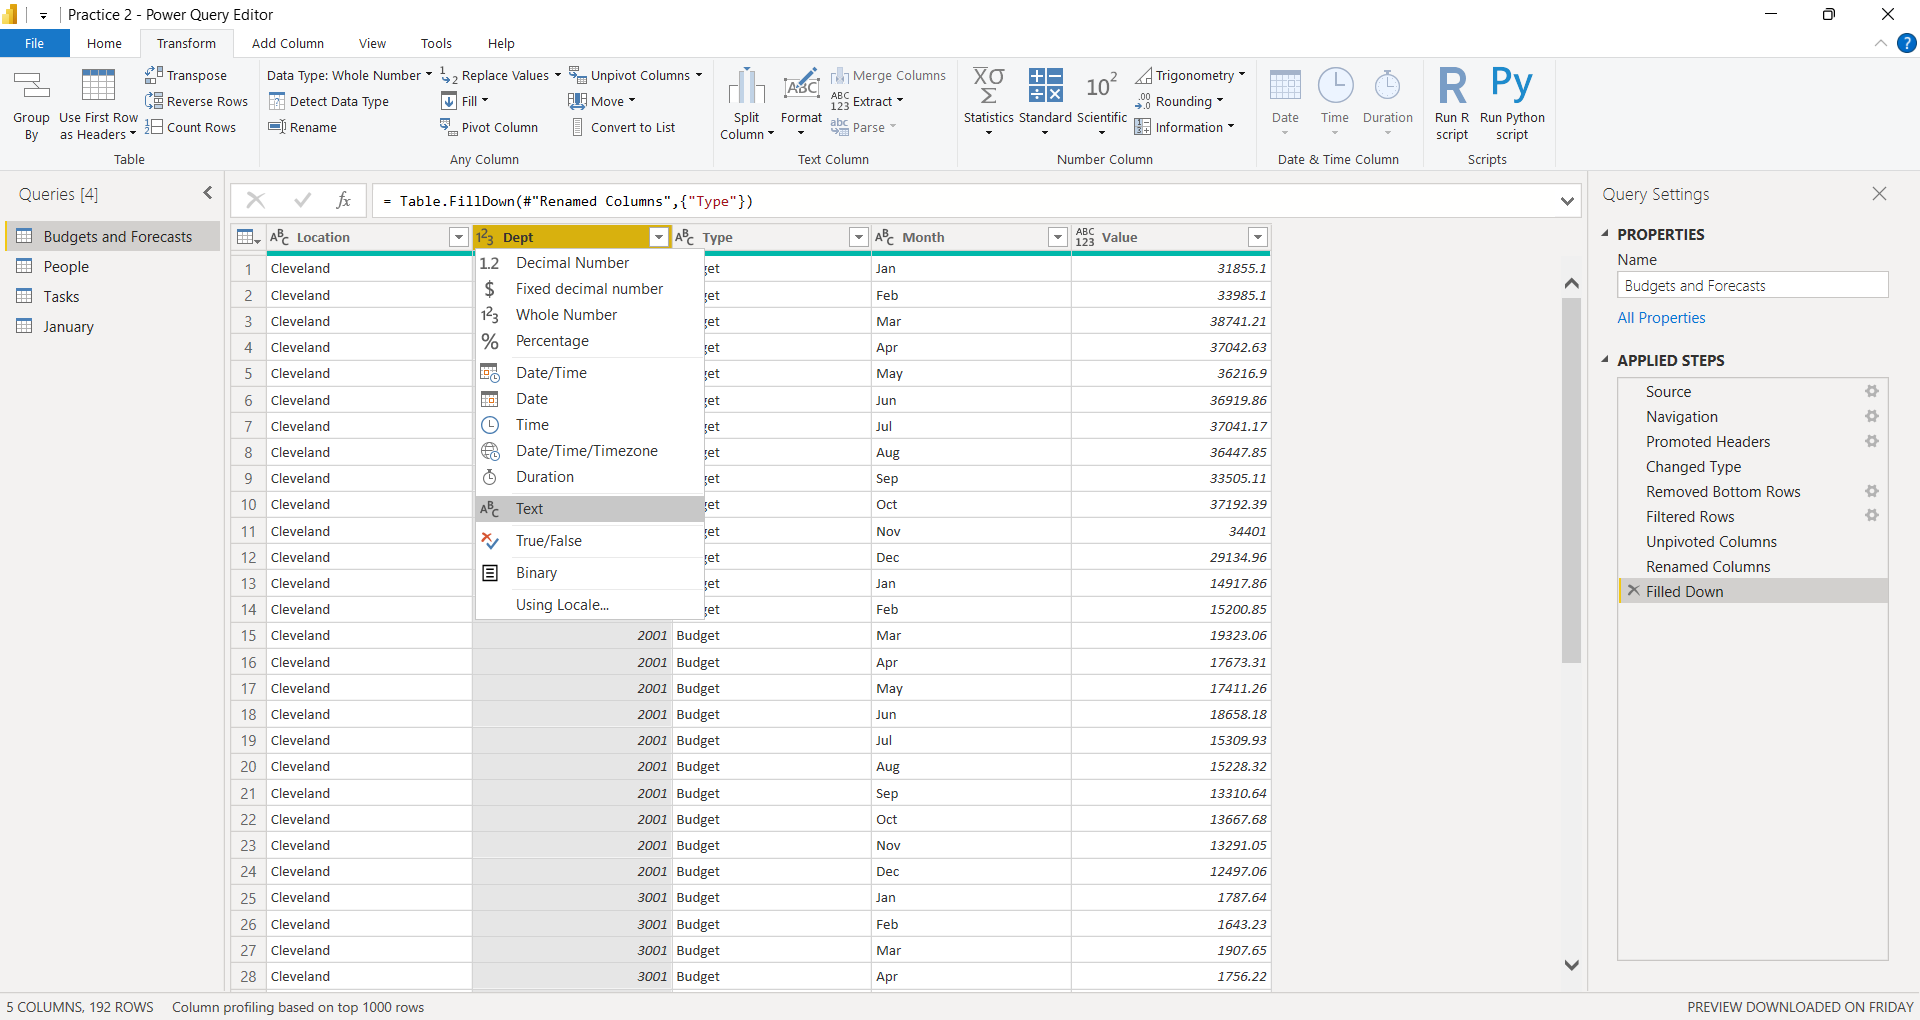 Practice 2 - Power Query Editor
File Home Transform Add Column View Tools Help
Group By
Use First Row as Headers
Transpose
Reverse Rows
Count Rows
Table
Data Type: Whole Number
Detect Data Type
Rename
Replace Values
Fill
Pivot Column
Unpivot Columns
Move
Convert to List
Any Column
Split Column
Format
Merge Columns
Extract
Parse
Text Column
Statistics
Standard
Scientific
Trigonometry
Rounding
Information
Number Column
Date
Time
Duration
Date & Time Column
Run R script
Run Python script
Scripts
Queries [4]
Budgets and Forecasts
People
Tasks
January
= Table.FillDown(#"Renamed Columns",{"Type"})
Location Dept Type Month Value
Decimal Number
Fixed decimal number
Whole Number
Percentage
Date/Time
Date
Time
Date/Time/Timezone
Duration
Text
True/False
Binary
Using Locale...
1 Cleveland get Jan 31855.1
2 Cleveland get Feb 33985.1
3 Cleveland get Mar 38741.21
4 Cleveland get Apr 37042.63
5 Cleveland get May 36216.9
6 Cleveland get Jun 36919.86
7 Cleveland get Jul 37041.17
8 Cleveland get Aug 36447.85
9 Cleveland get Sep 33505.11
10 Cleveland get Oct 37192.39
11 Cleveland get Nov 34401
12 Cleveland get Dec 29134.96
13 Cleveland get Jan 14917.86
14 Cleveland get Feb 15200.85
15 Cleveland 2001 Budget Mar 19323.06
16 Cleveland 2001 Budget Apr 17673.31
17 Cleveland 2001 Budget May 17411.26
18 Cleveland 2001 Budget Jun 18658.18
19 Cleveland 2001 Budget Jul 15309.93
20 Cleveland 2001 Budget Aug 15228.32
21 Cleveland 2001 Budget Sep 13310.64
22 Cleveland 2001 Budget Oct 13667.68
23 Cleveland 2001 Budget Nov 13291.05
24 Cleveland 2001 Budget Dec 12497.06
25 Cleveland 3001 Budget Jan 1787.64
26 Cleveland 3001 Budget Feb 1643.23
27 Cleveland 3001 Budget Mar 1907.65
28 Cleveland 3001 Budget Apr 1756.22
Query Settings
PROPERTIES
Name
Budgets and Forecasts
All Properties
APPLIED STEPS
Source
Navigation
Promoted Headers
Changed Type
Removed Bottom Rows
Filtered Rows
Unpivoted Columns
Renamed Columns
Filled Down
5 COLUMNS, 192 ROWS Column profiling based on top 1000 rows
PREVIEW DOWNLOADED ON FRIDAY